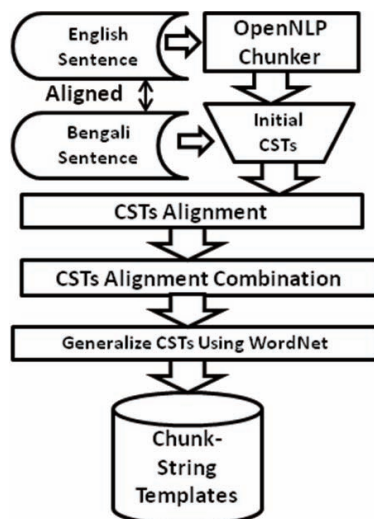 English
Sentence
OpenNLP
Chunker
Aligned
Bengali
Sentence
Initial
CSTs
CSTs Alignment
CSTs Alignment Combination
Generalize CSTs Using WordNet
Chunk-
String
Templates